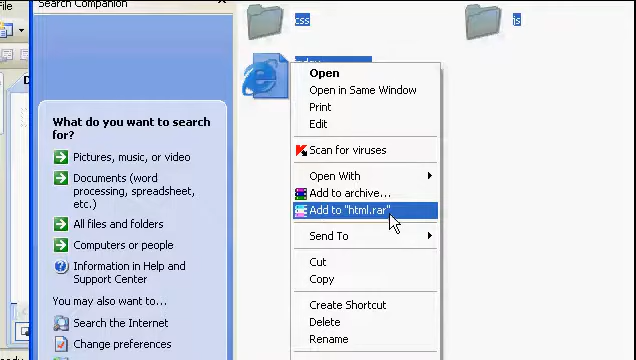 File
Search Companion
css
js
Open
Open in Same Window
Print
Edit
Scan for viruses
Open With
Add to archive...
Add to "html.rar"
Send To
Cut
Copy
Create Shortcut
Delete
Rename
What do you want to search
for?
Pictures, music, or video
Documents (word
processing, spreadsheet,
etc.)
All files and folders
Computers or people
Information in Help and
Support Center
You may also want to...
Search the Internet
Change preferences